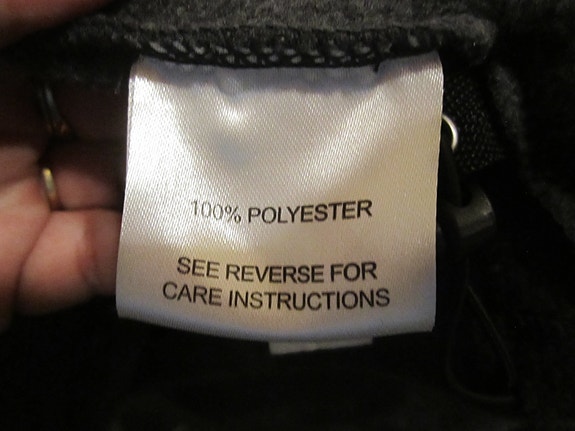 100% POLYESTER
SEE REVERSE FOR
CARE INSTRUCTIONS